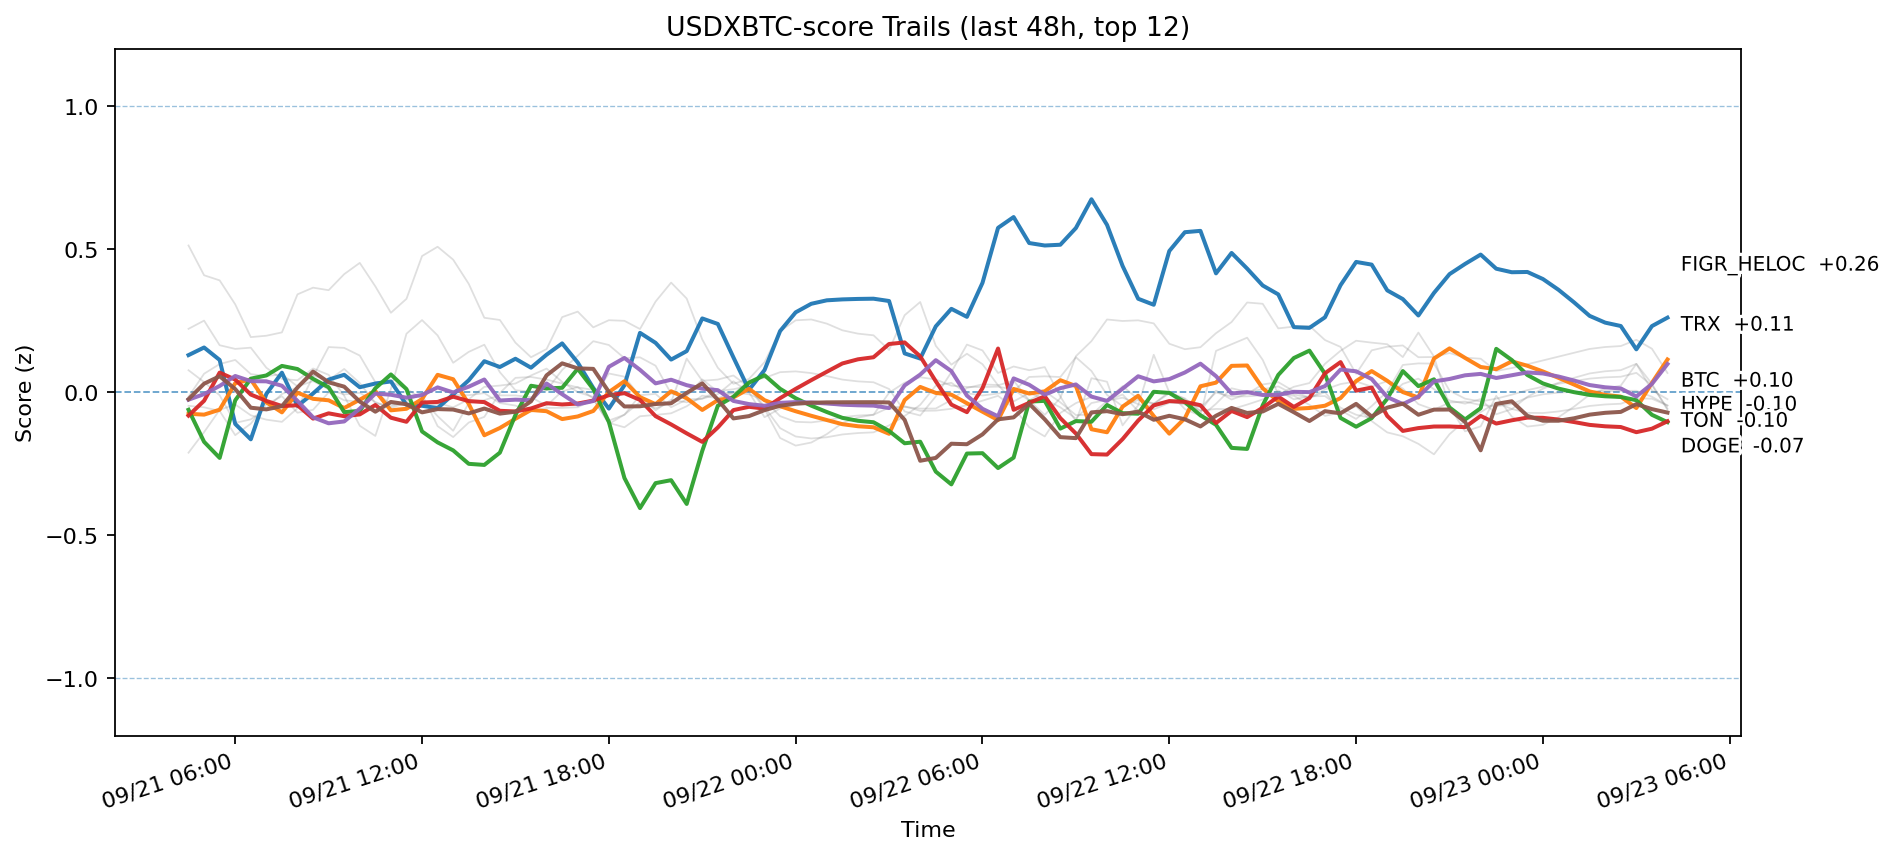 USDXBTC-score Trails (last 48h, top 12)
Score (z)
1.0
0.5
0.0
−0.5
−1.0
FIGR_HELOC +0.26
TRX +0.11
BTC +0.10
HYPE -0.10
TON -0.10
DOGE -0.07
09/21 06:00
09/21 12:00
09/21 18:00
09/22 00:00
09/22 06:00
09/22 12:00
09/22 18:00
09/23 00:00
09/23 06:00
Time